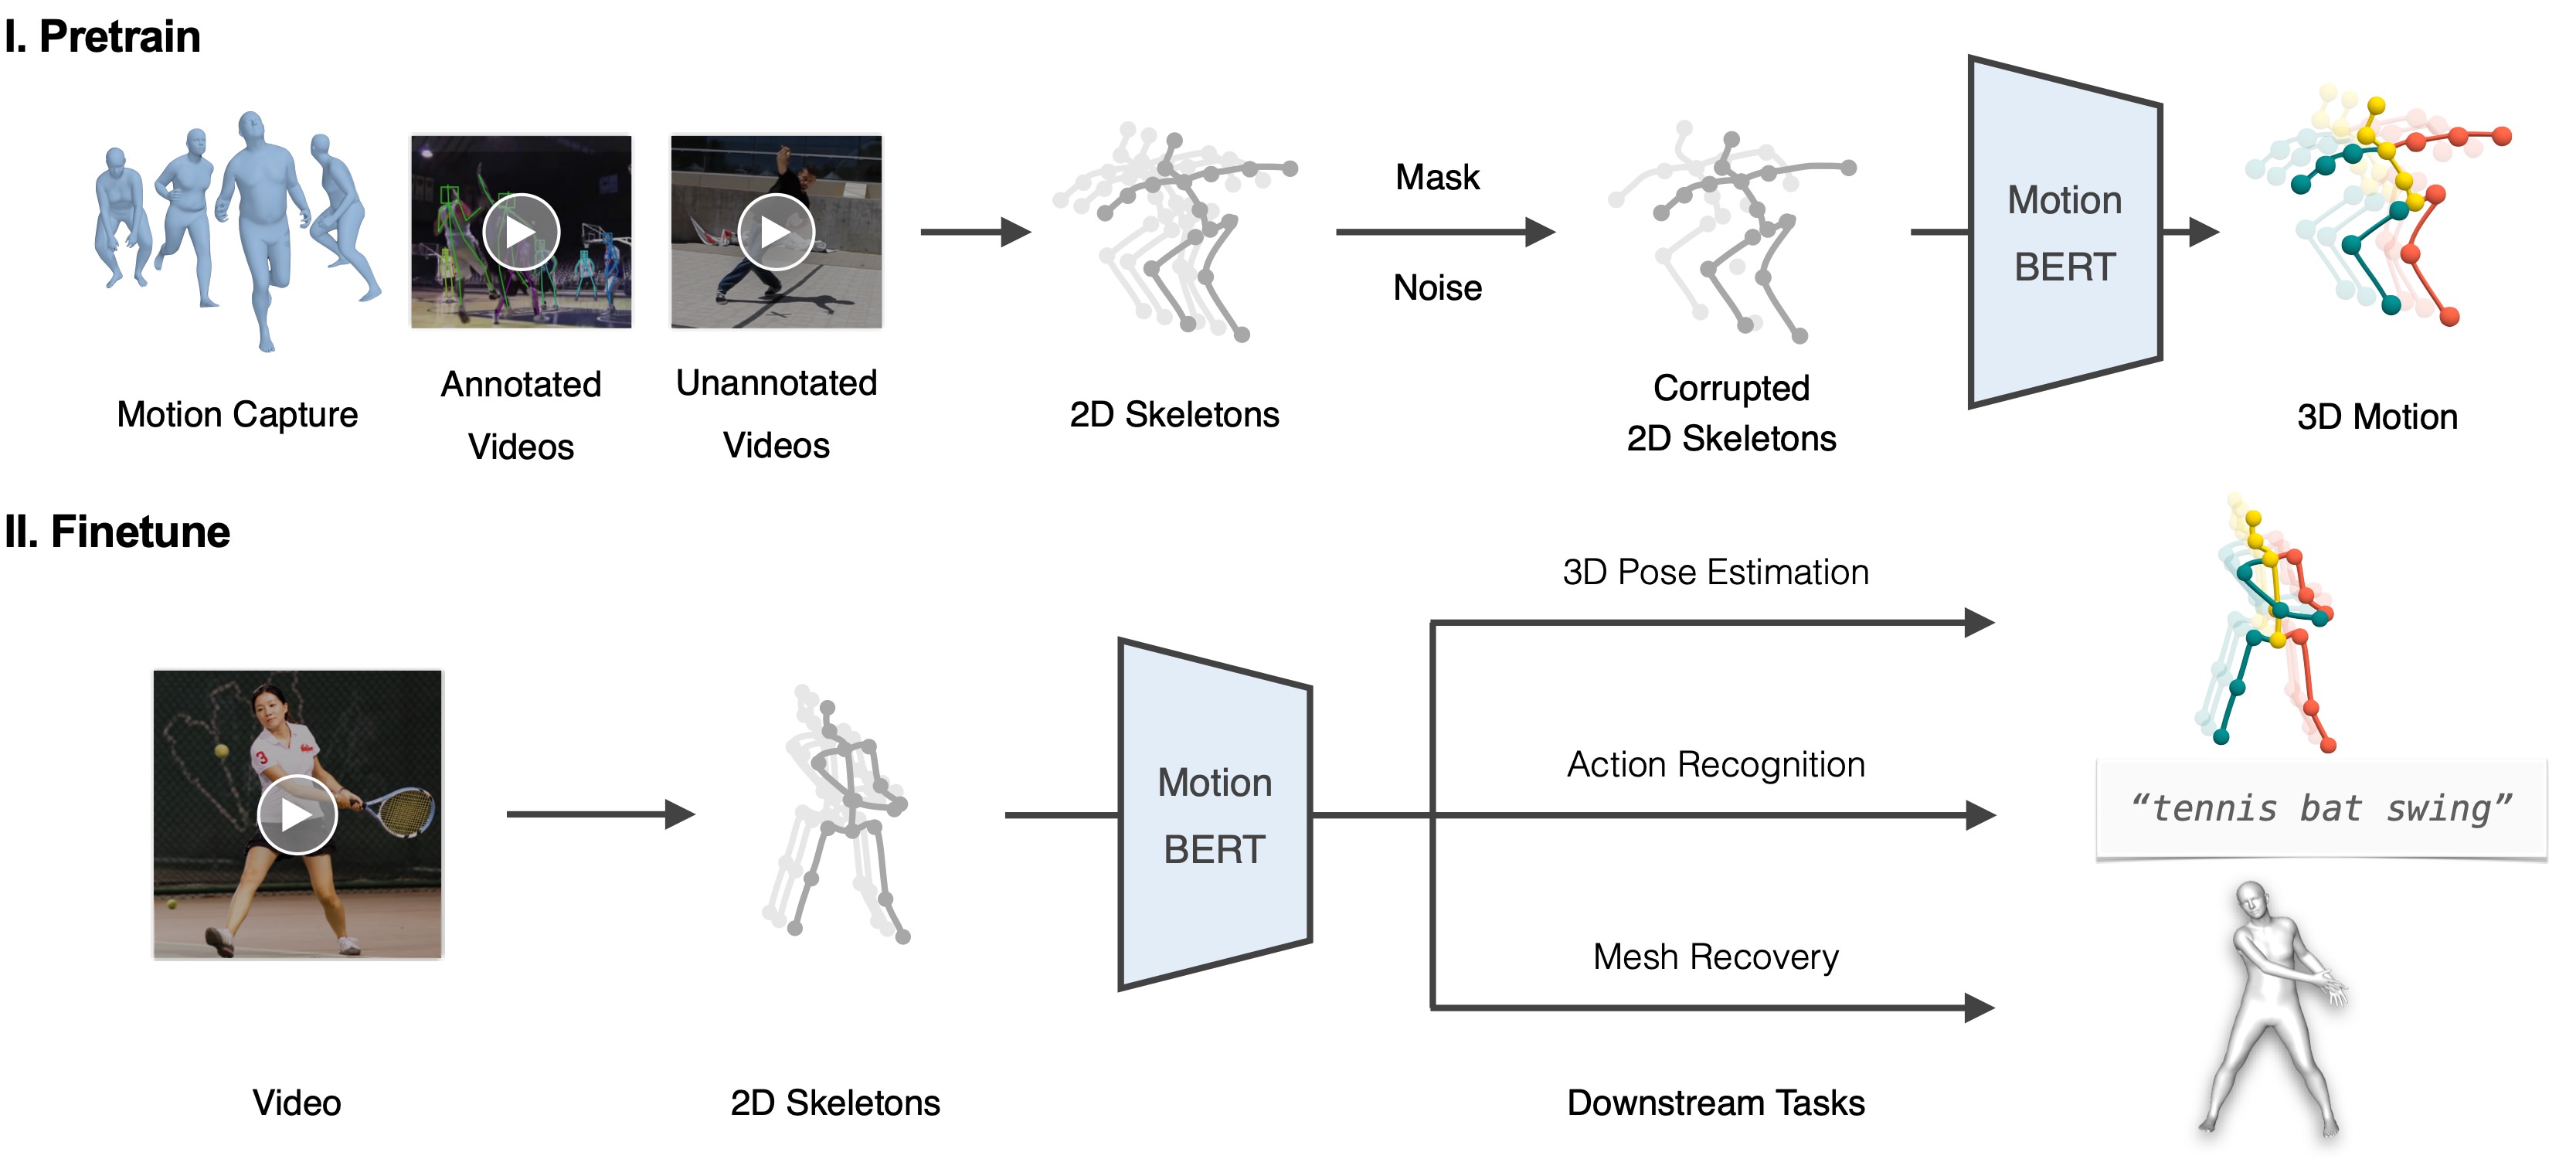 I. Pretrain
Mask
Noise
Motion
BERT
Motion Capture
Annotated
Videos
Unannotated
Videos
2D Skeletons
Corrupted
2D Skeletons
3D Motion
II. Finetune
3
Motion
BERT
3D Pose Estimation
Action Recognition
Mesh Recovery
“tennis bat swing”
Video
2D Skeletons
Downstream Tasks